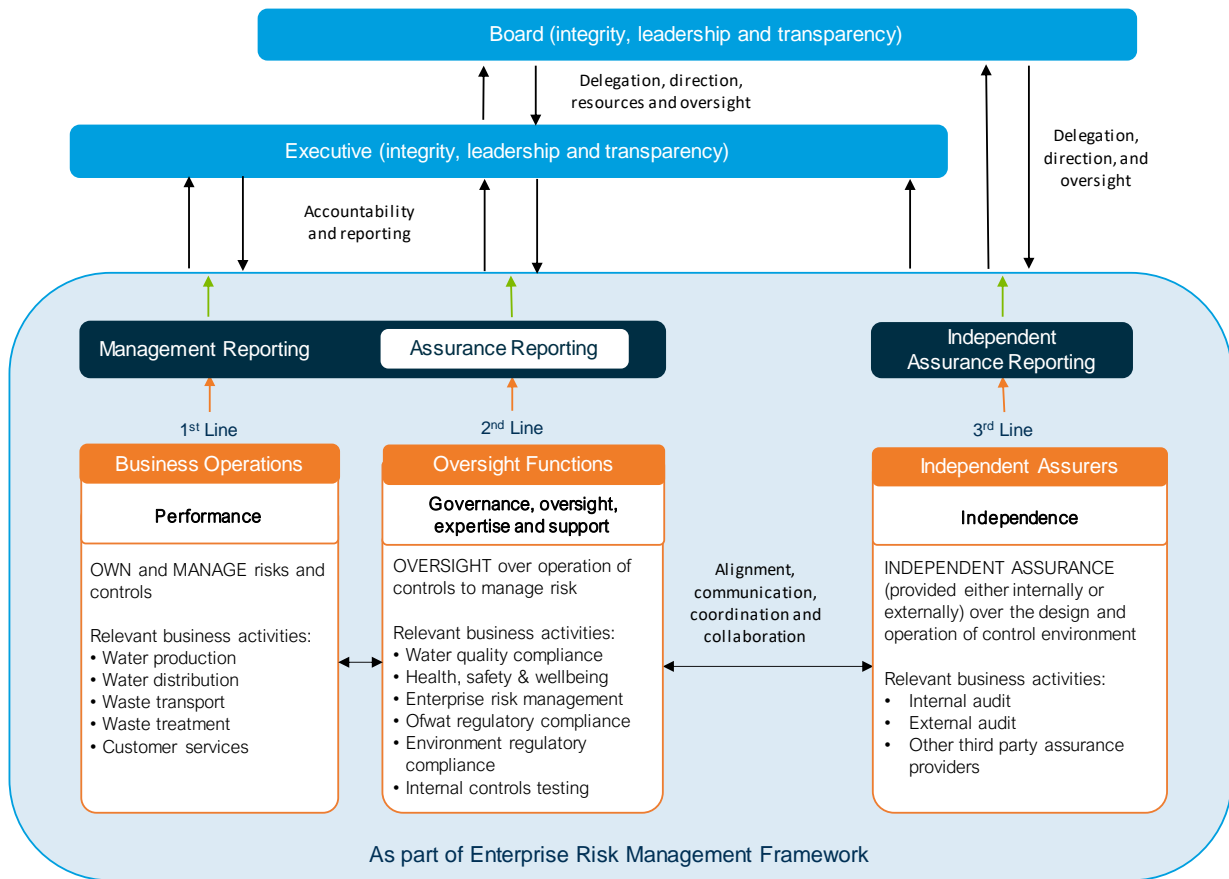 Board (integrity, leadership and transparency)
Delegation, direction,
resources and oversight
Executive (integrity, leadership and transparency)
Delegation,
direction, and
oversight
Accountability
and reporting
Management Reporting
Assurance Reporting
Independent
Assurance Reporting
1st Line
2nd Line
3rd Line
Business Operations
Performance
OWN and MANAGE risks and
controls
Relevant business activities:
• Water production
• Water distribution
• Waste transport
• Waste treatment
• Customer services
Oversight Functions
Governance, oversight,
expertise and support
OVERSIGHT over operation of
controls to manage risk
Relevant business activities:
• Water quality compliance
• Health, safety & wellbeing
• Enterprise risk management
• Ofwat regulatory compliance
• Environment regulatory
compliance
• Internal controls testing
Alignment,
communication,
coordination and
collaboration
Independent Assurers
Independence
INDEPENDENT ASSURANCE
(provided either internally or
externally) over the design and
operation of control environment
Relevant business activities:
• Internal audit
• External audit
• Other third party assurance
providers
As part of Enterprise Risk Management Framework